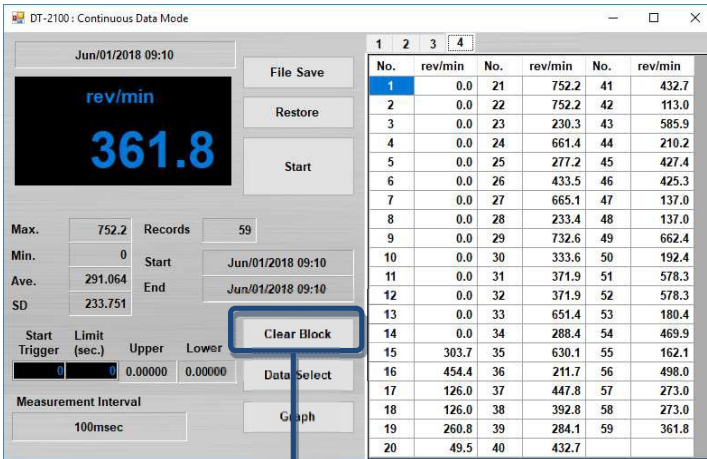 DT-2100 : Continuous Data Mode
Jun/01/2018 09:10
rev/min
361.8
File Save
Restore
Start
Max. 752.2 Records 59
Min. 0
Start Jun/01/2018 09:10
Ave. 291.064
End Jun/01/2018 09:10
SD 233.751
Start Trigger
Limit (sec.)
Upper
Lower
0 0 0.00000 0.00000
Measurement Interval
100msec
Clear Block
Data Select
Graph
1 2 3 4
No. rev/min No. rev/min No. rev/min
1 0.0 21 752.2 41 432.7
2 0.0 22 752.2 42 113.0
3 0.0 23 230.3 43 585.9
4 0.0 24 661.4 44 210.2
5 0.0 25 277.2 45 427.4
6 0.0 26 433.5 46 425.3
7 0.0 27 665.1 47 137.0
8 0.0 28 233.4 48 137.0
9 0.0 29 732.6 49 662.4
10 0.0 30 333.6 50 192.4
11 0.0 31 371.9 51 578.3
12 0.0 32 371.9 52 578.3
13 0.0 33 651.4 53 180.4
14 0.0 34 288.4 54 469.9
15 303.7 35 630.1 55 162.1
16 454.4 36 211.7 56 498.0
17 126.0 37 447.8 57 273.0
18 126.0 38 392.8 58 273.0
19 260.8 39 284.1 59 361.8
20 49.5 40 432.7